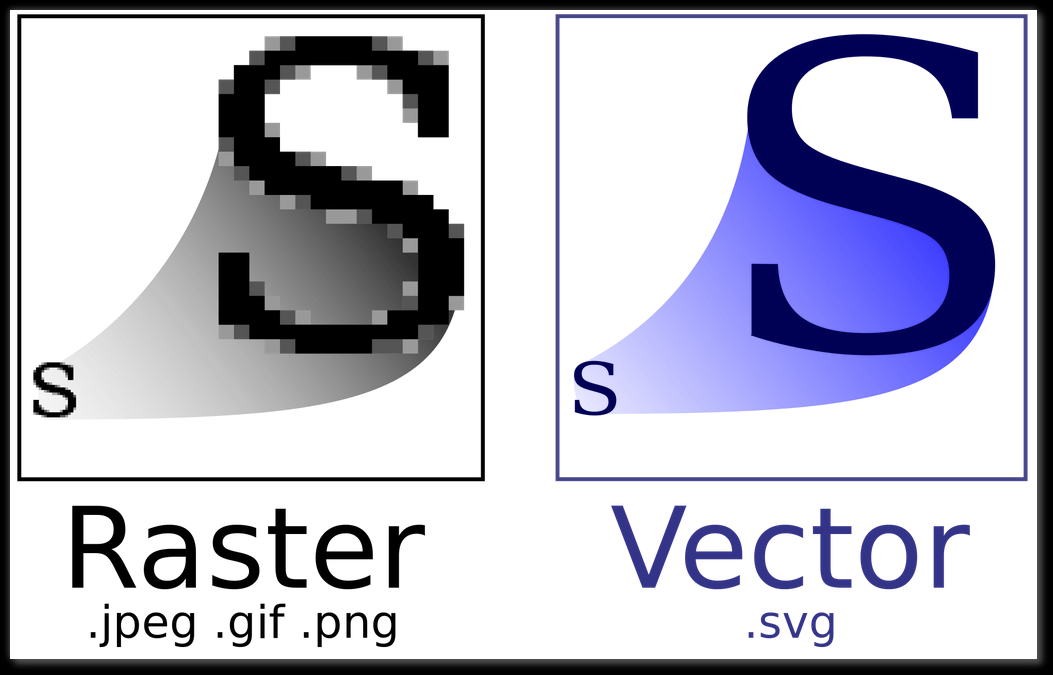 S
S
Raster
.jpeg .gif .png
S
S
Vector
.svg